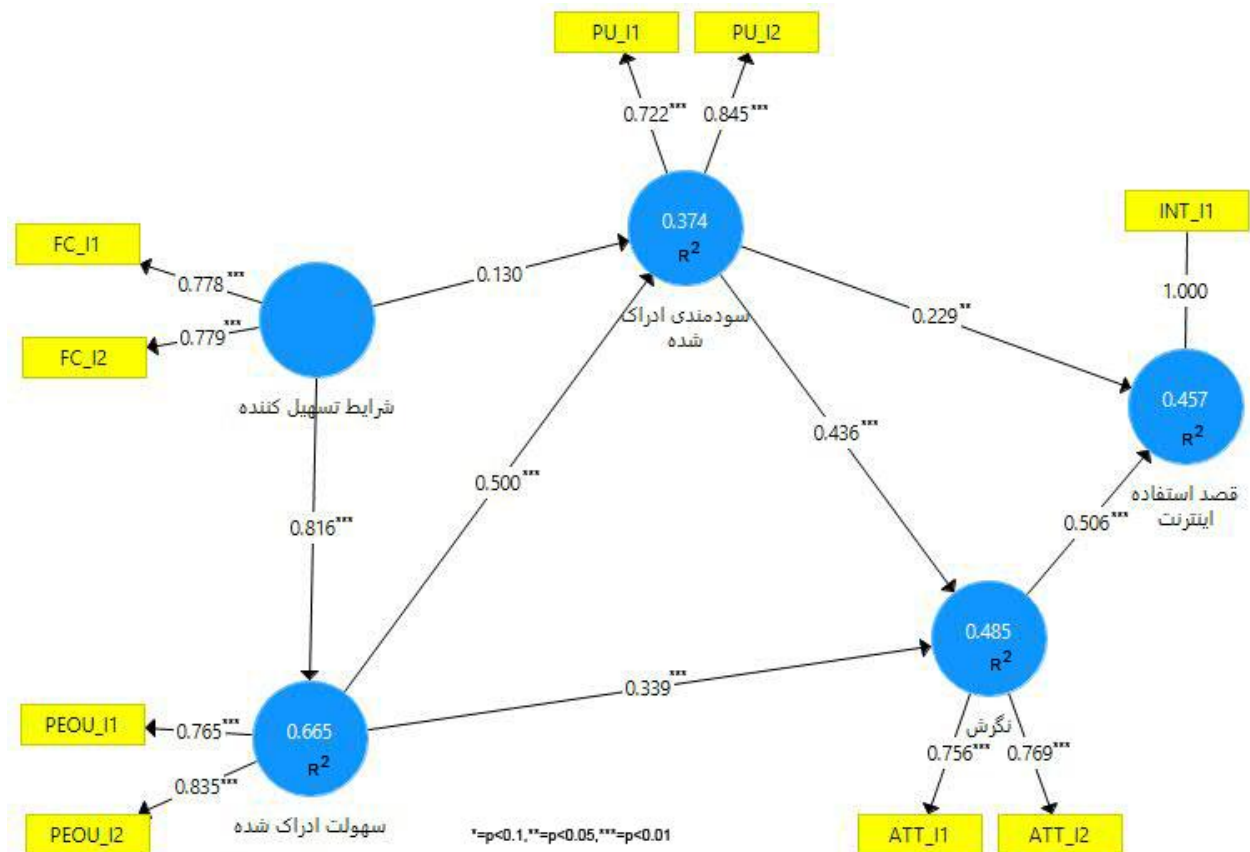 PU_I1
PU_I2
0.722***
0.845***
0.374
R²
سودمندی ادراک
شده
INT_I1
1.000
FC_I1
0.778***
FC_I2
0.779***
شرایط تسهیل کننده
0.130
0.229**
0.457
R²
قصد استفاده
اینترنت
0.436***
0.500***
0.816***
0.506***
0.485
R²
نگرش
0.339***
PEOU_I1
0.765***
0.665
R²
0.835***
PEOU_I2
سهولت ادراک شده
0.756***
0.769***
ATT_I1
ATT_I2
*=p<0.1,**=p<0.05,***=p<0.01